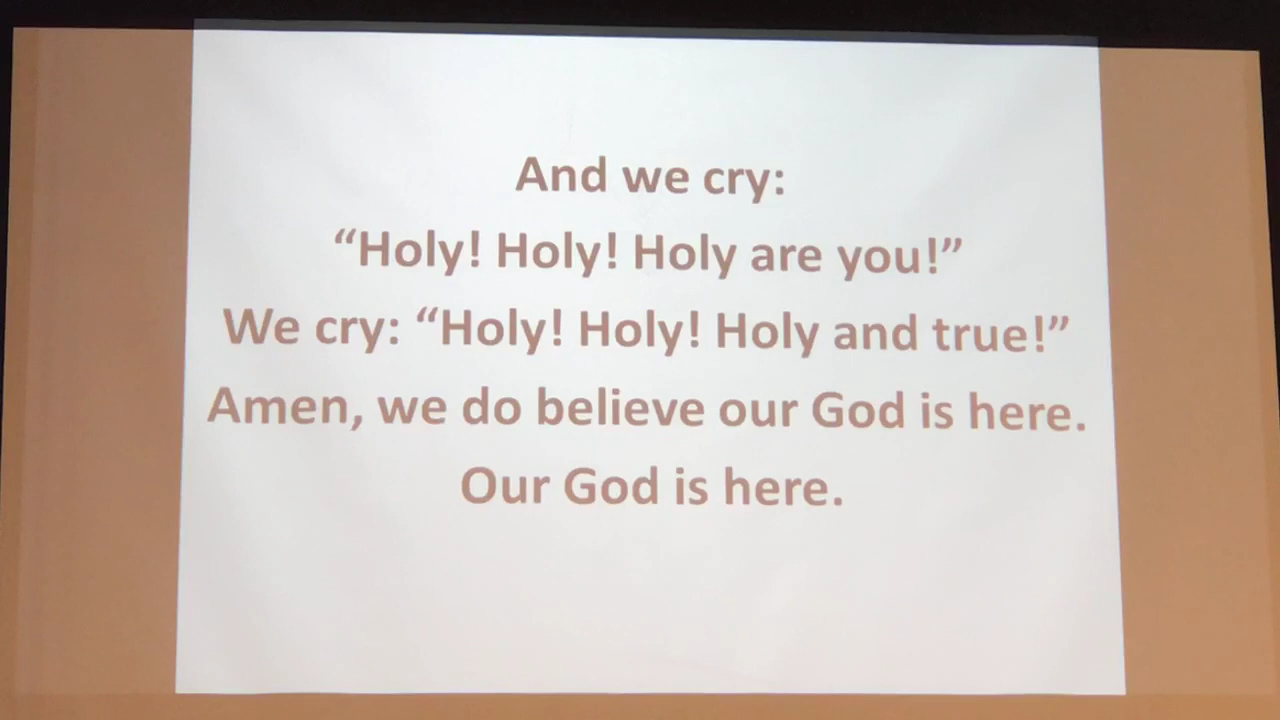 And we cry:
“Holy! Holy! Holy are you!”
We cry: “Holy! Holy! Holy and true!”
Amen, we do believe our God is here.
Our God is here.